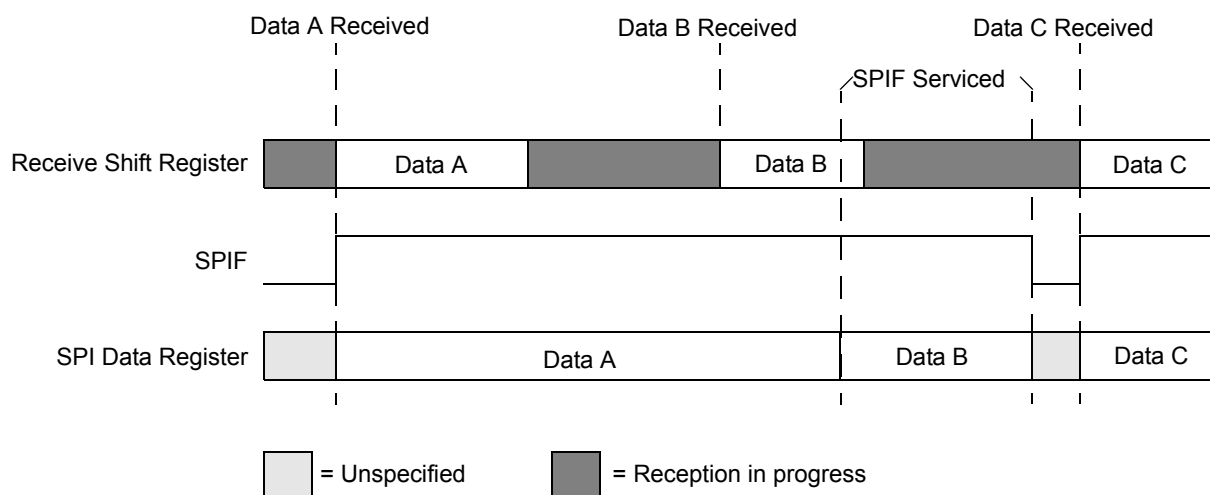 Data A Received
Data B Received
Data C Received
SPIF Serviced
Receive Shift Register
Data A
Data B
Data C
SPIF
SPI Data Register
Data A
Data B
Data C
= Unspecified
= Reception in progress